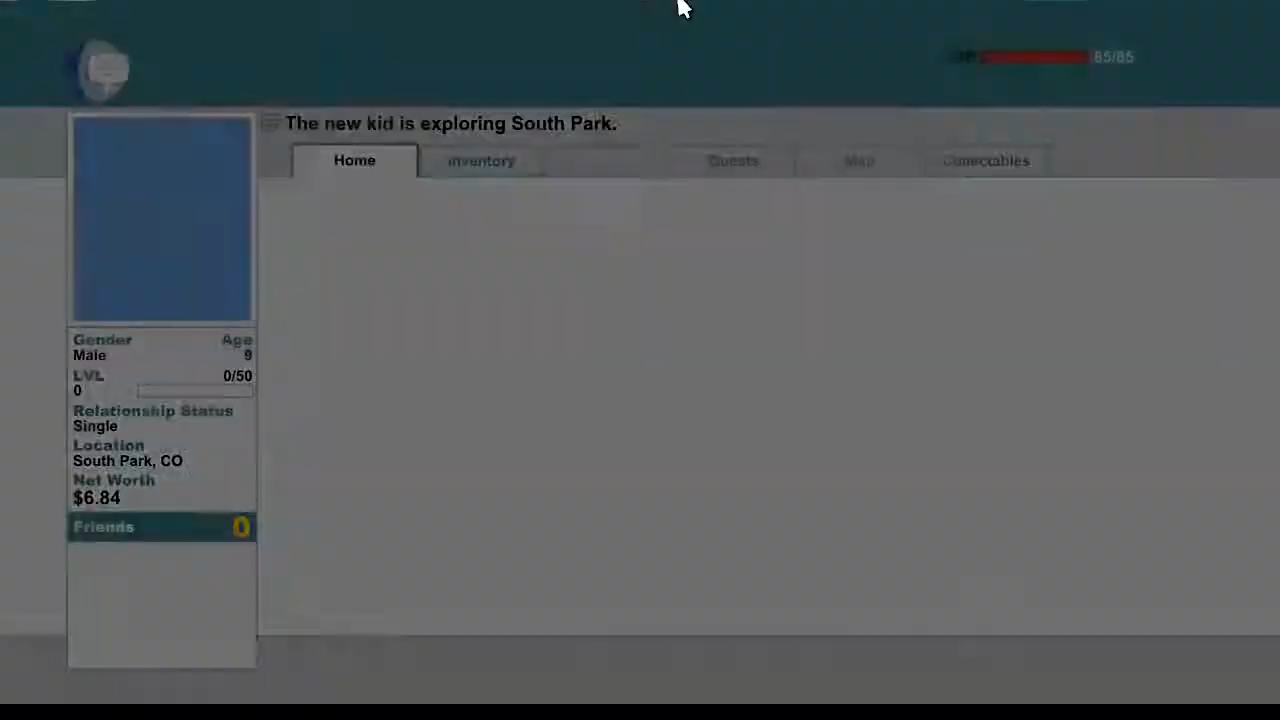 85/85
The new kid is exploring South Park.
Home Inventory Quests Map Collectables
Gender Age
Male 9
LVL 0/50
0
Relationship Status
Single
Location
South Park, CO
Net Worth
$6.84
Friends 0